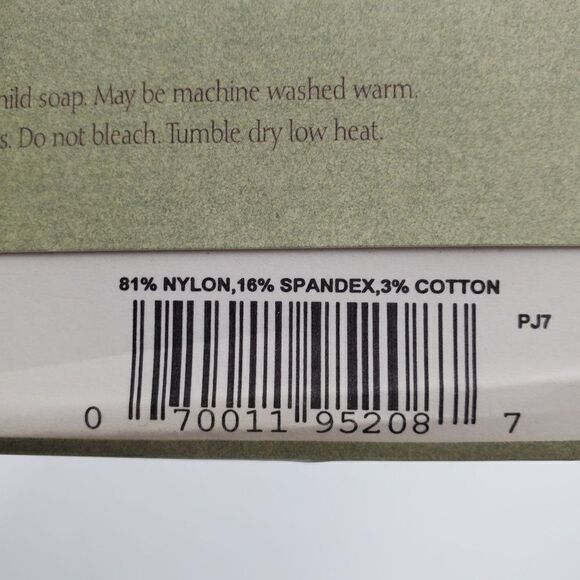 mild soap. May be machine washed warm.
s. Do not bleach. Tumble dry low heat.
81% NYLON,16% SPANDEX,3% COTTON
PJ7
0 70011 95208 7